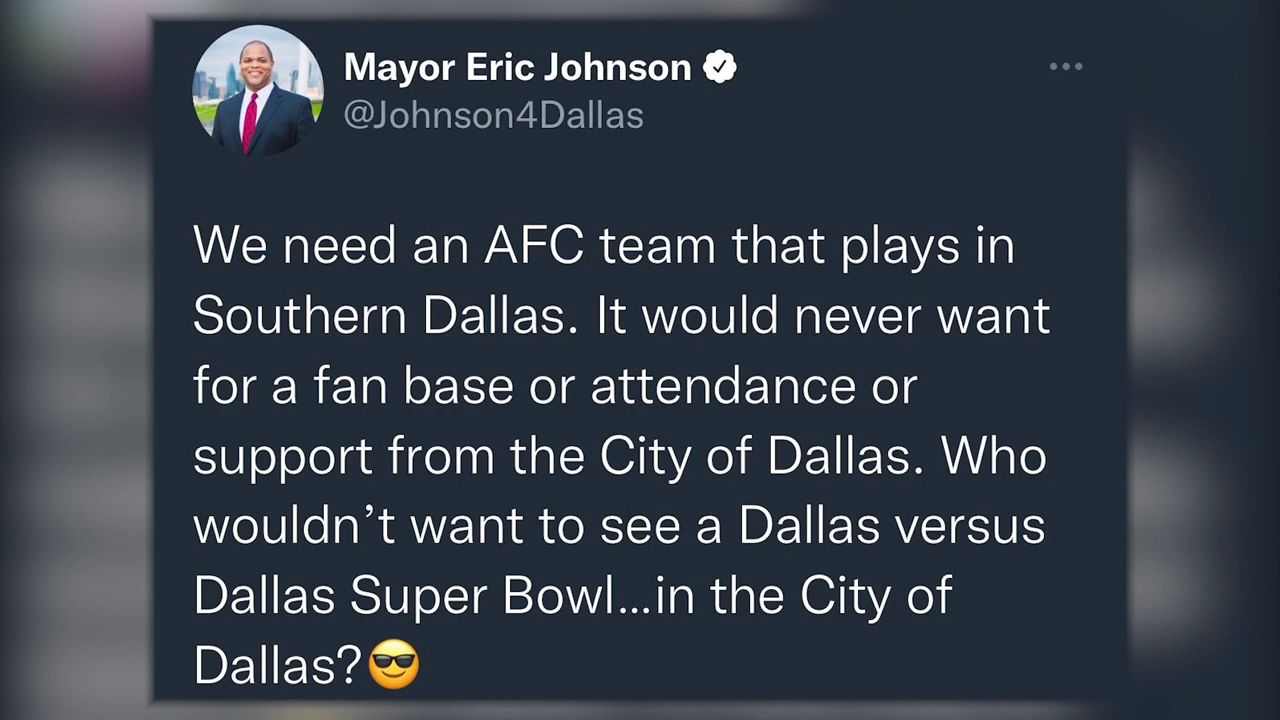 Mayor Eric Johnson
@Johnson4Dallas
We need an AFC team that plays in
Southern Dallas. It would never want
for a fan base or attendance or
support from the City of Dallas. Who
wouldn’t want to see a Dallas versus
Dallas Super Bowl...in the City of
Dallas?😎